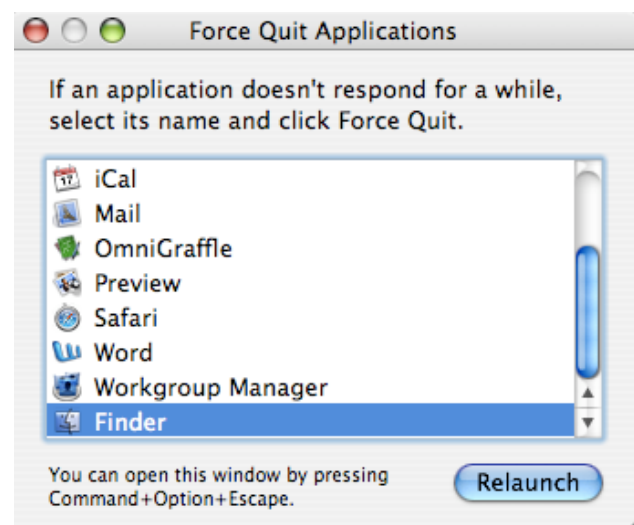 Force Quit Applications
If an application doesn't respond for a while,
select its name and click Force Quit.
17
iCal
Mail
OmniGraffle
Preview
Safari
Word
Workgroup Manager
Finder
You can open this window by pressing
Command+Option+Escape.
Relaunch